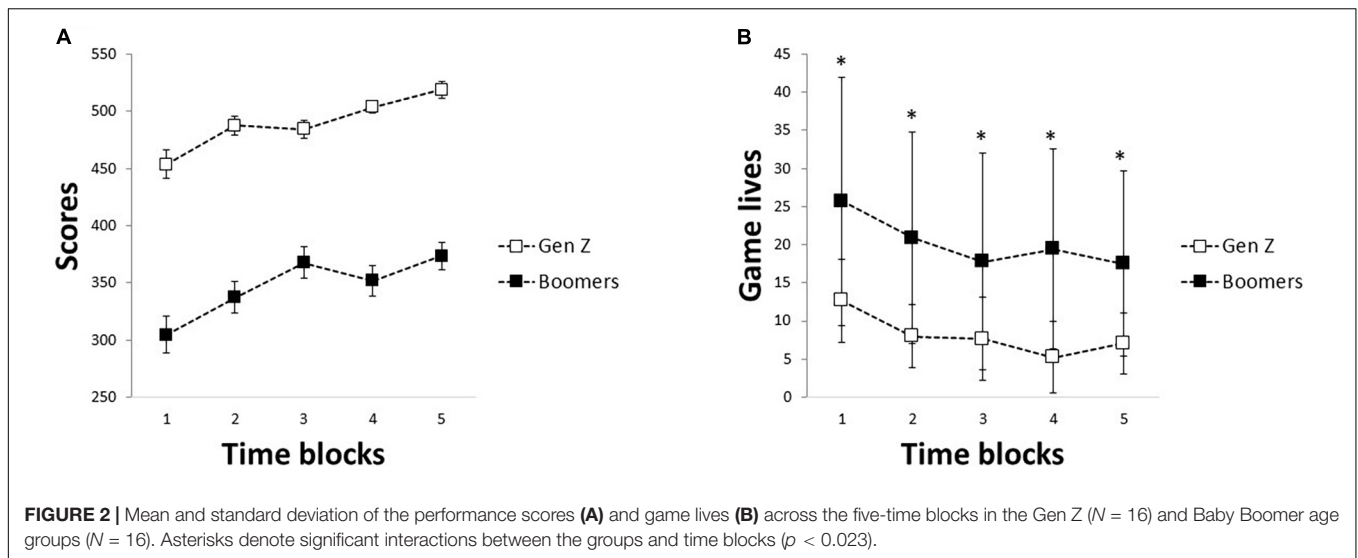 A
550
500
450
400
350
300
250
Scores
1 2 3 4 5
Time blocks
Gen Z
Boomers
B
45
40
35
30
25
20
15
10
5
0
Game lives
* * * * *
1 2 3 4 5
Time blocks
Gen Z
Boomers
FIGURE 2 | Mean and standard deviation of the performance scores (A) and game lives (B) across the five-time blocks in the Gen Z (N = 16) and Baby Boomer age
groups (N = 16). Asterisks denote significant interactions between the groups and time blocks (p < 0.023).